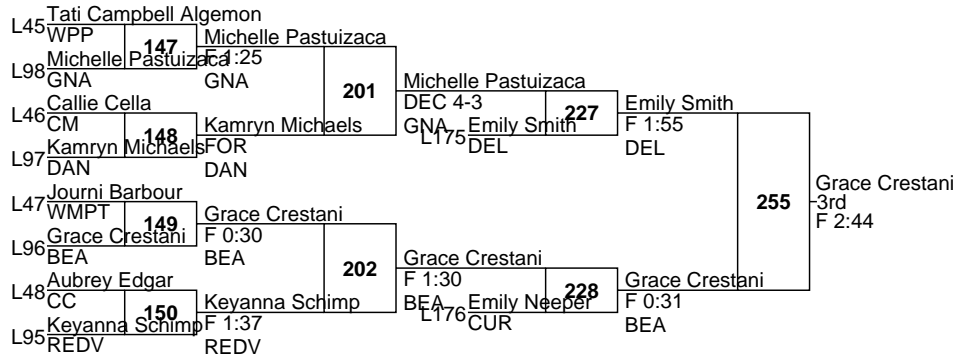 L45 Tati Campbell Algemon
WPP
147
L98 Michelle Pastuizaca
GNA
Michelle Pastuizaca
F 1:25
GNA
L46 Callie Cella
CM
148
L97 Kamryn Michaels
DAN
Kamryn Michaels
FOR
DAN
201
Michelle Pastuizaca
DEC 4-3
GNA
L175 Emily Smith
DEL
227
Emily Smith
F 1:55
DEL
L47 Journi Barbour
WMPT
149
L96 Grace Crestani
BEA
Grace Crestani
F 0:30
BEA
L48 Aubrey Edgar
CC
150
L95 Keyanna Schimp
REDV
Keyanna Schimp
F 1:37
REDV
202
Grace Crestani
F 1:30
BEA
L176 Emily Neeper
CUR
228
Grace Crestani
F 0:31
BEA
255
Grace Crestani
3rd
F 2:44